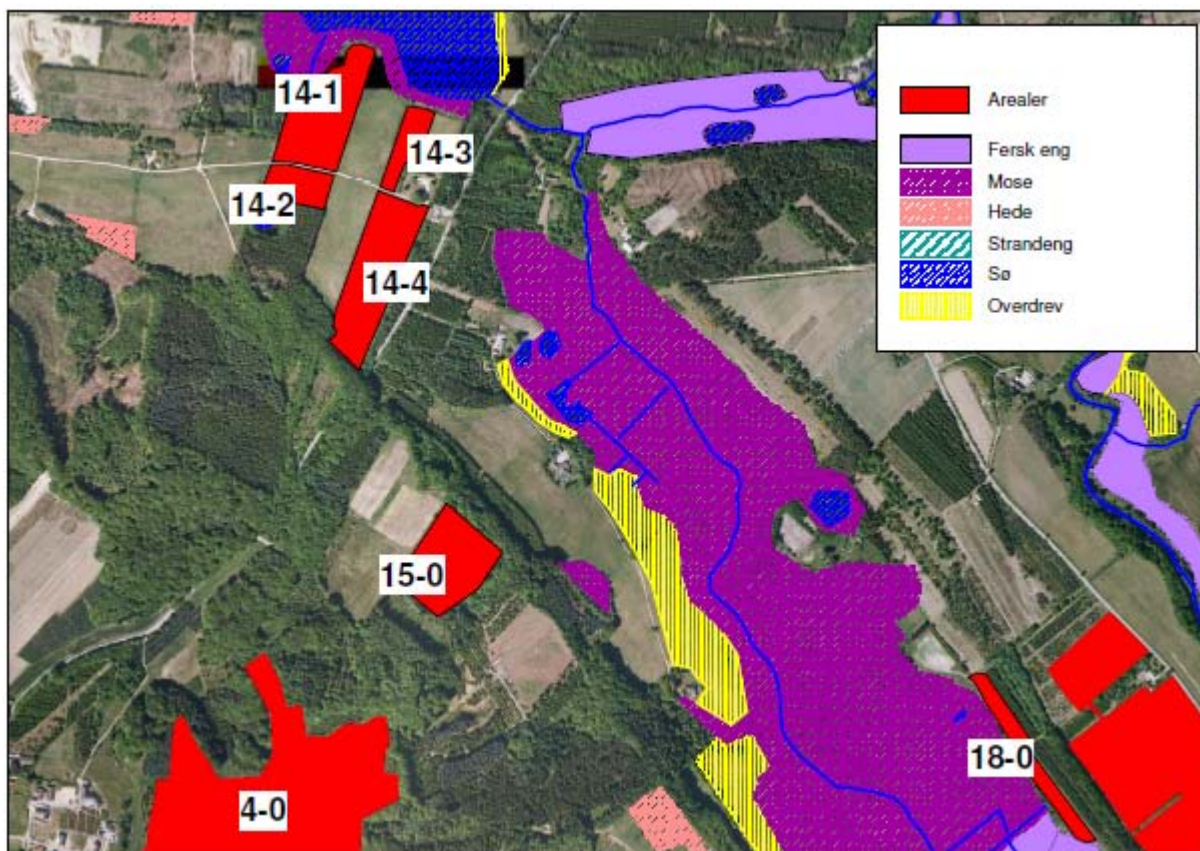 14-1
14-3
14-2
14-4
15-0
4-0
18-0
Arealer
Fersk eng
Mose
Hede
Strandeng
Sø
Overdrev